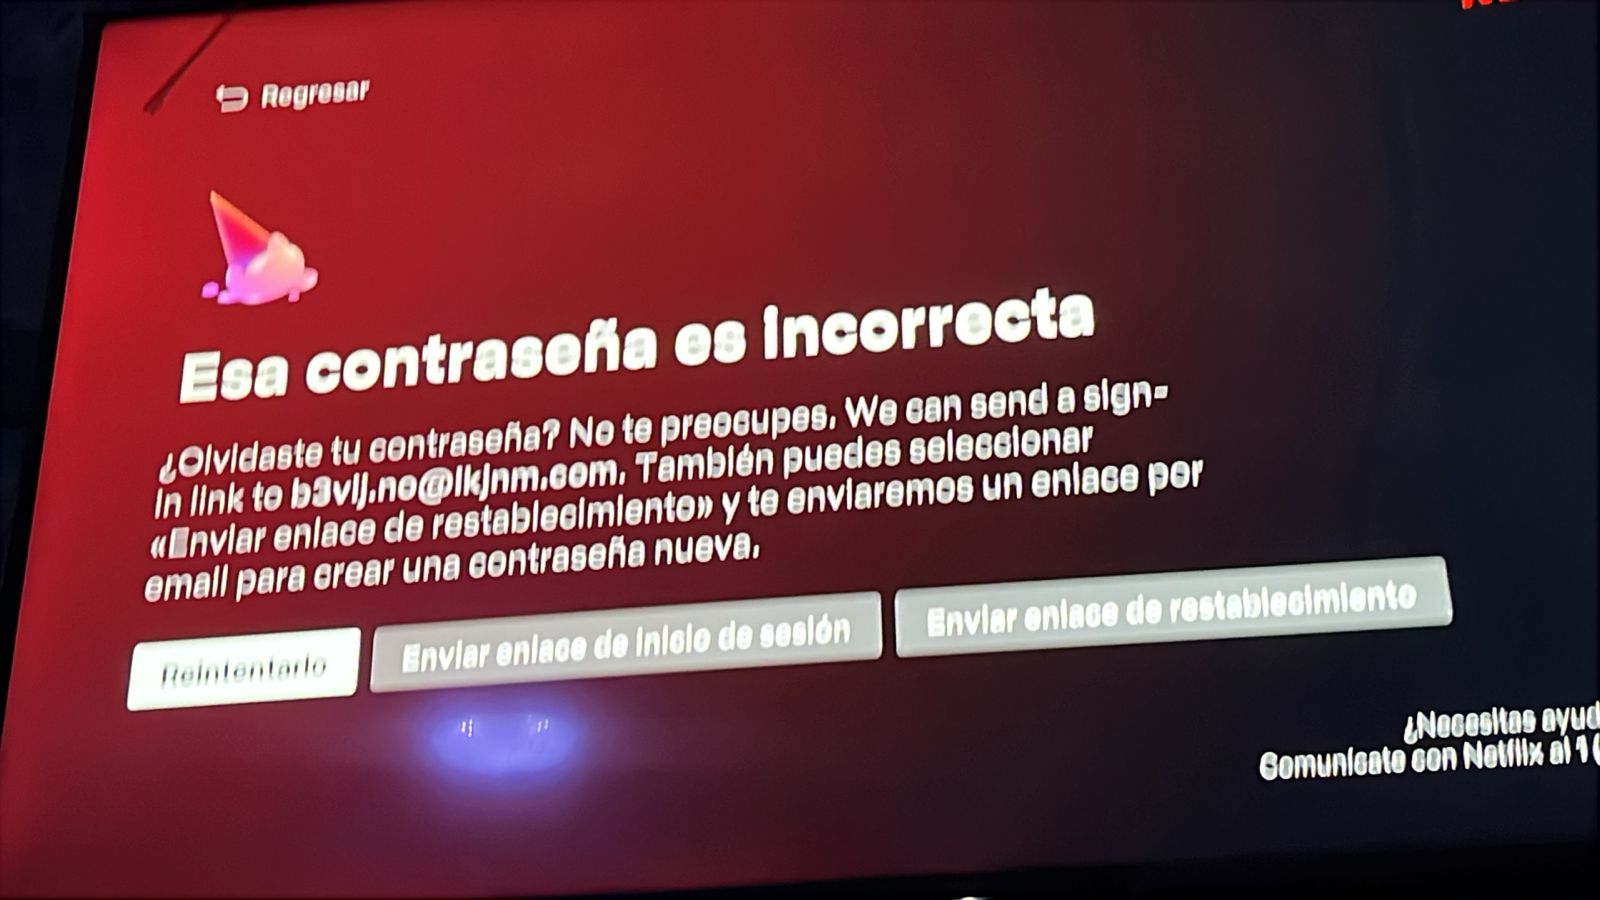 Regresar
Esa contraseña es incorrecta
¿Olvidaste tu contraseña? No te preocupes. We can send a sign-
in link to b3vlj.no@lkjnm.com. También puedes seleccionar
«Enviar enlace de restablecimiento» y te enviaremos un enlace por
email para crear una contraseña nueva.
Reintentarlo
Enviar enlace de inicio de sesión
Enviar enlace de restablecimiento
¿Necesitas ayud
Comunícate con Netflix al 1